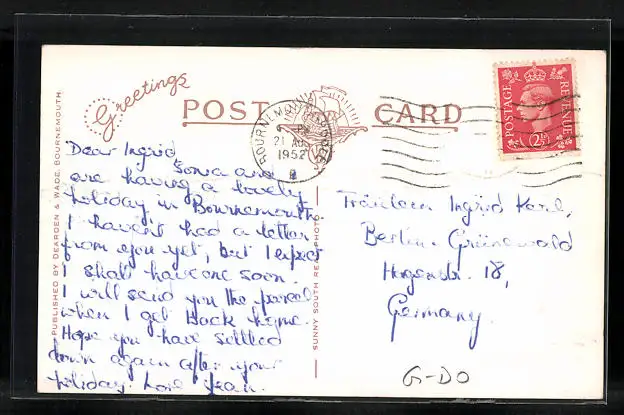 Greetings
POST CARD
BOURNEMOUTH
21 AU
1952
POSTAGE REVENUE
2½D
PUBLISHED BY DEARDEN & WADE, BOURNEMOUTH
SUNNY SOUTH REAL PHOTO
Dear Ingrid,
Sonia and I
are having a lovely
holiday in Bournemouth.
I havent had a letter
from you yet, but I expect
I shall have one soon.
I will send you the parcel
when I get back home.
Hope you have settled
down again after your
holiday. Love Jean.
Fräulein Ingrid Karl,
Berlin - Grünewald
18,
Germany.
G-DO